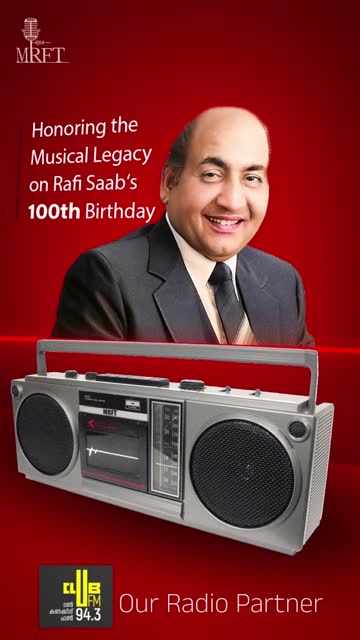 MRFT
Honoring the
Musical Legacy
on Rafi Saab's
100th Birthday
MRFT
CLUB
FM
94.3
Our Radio Partner